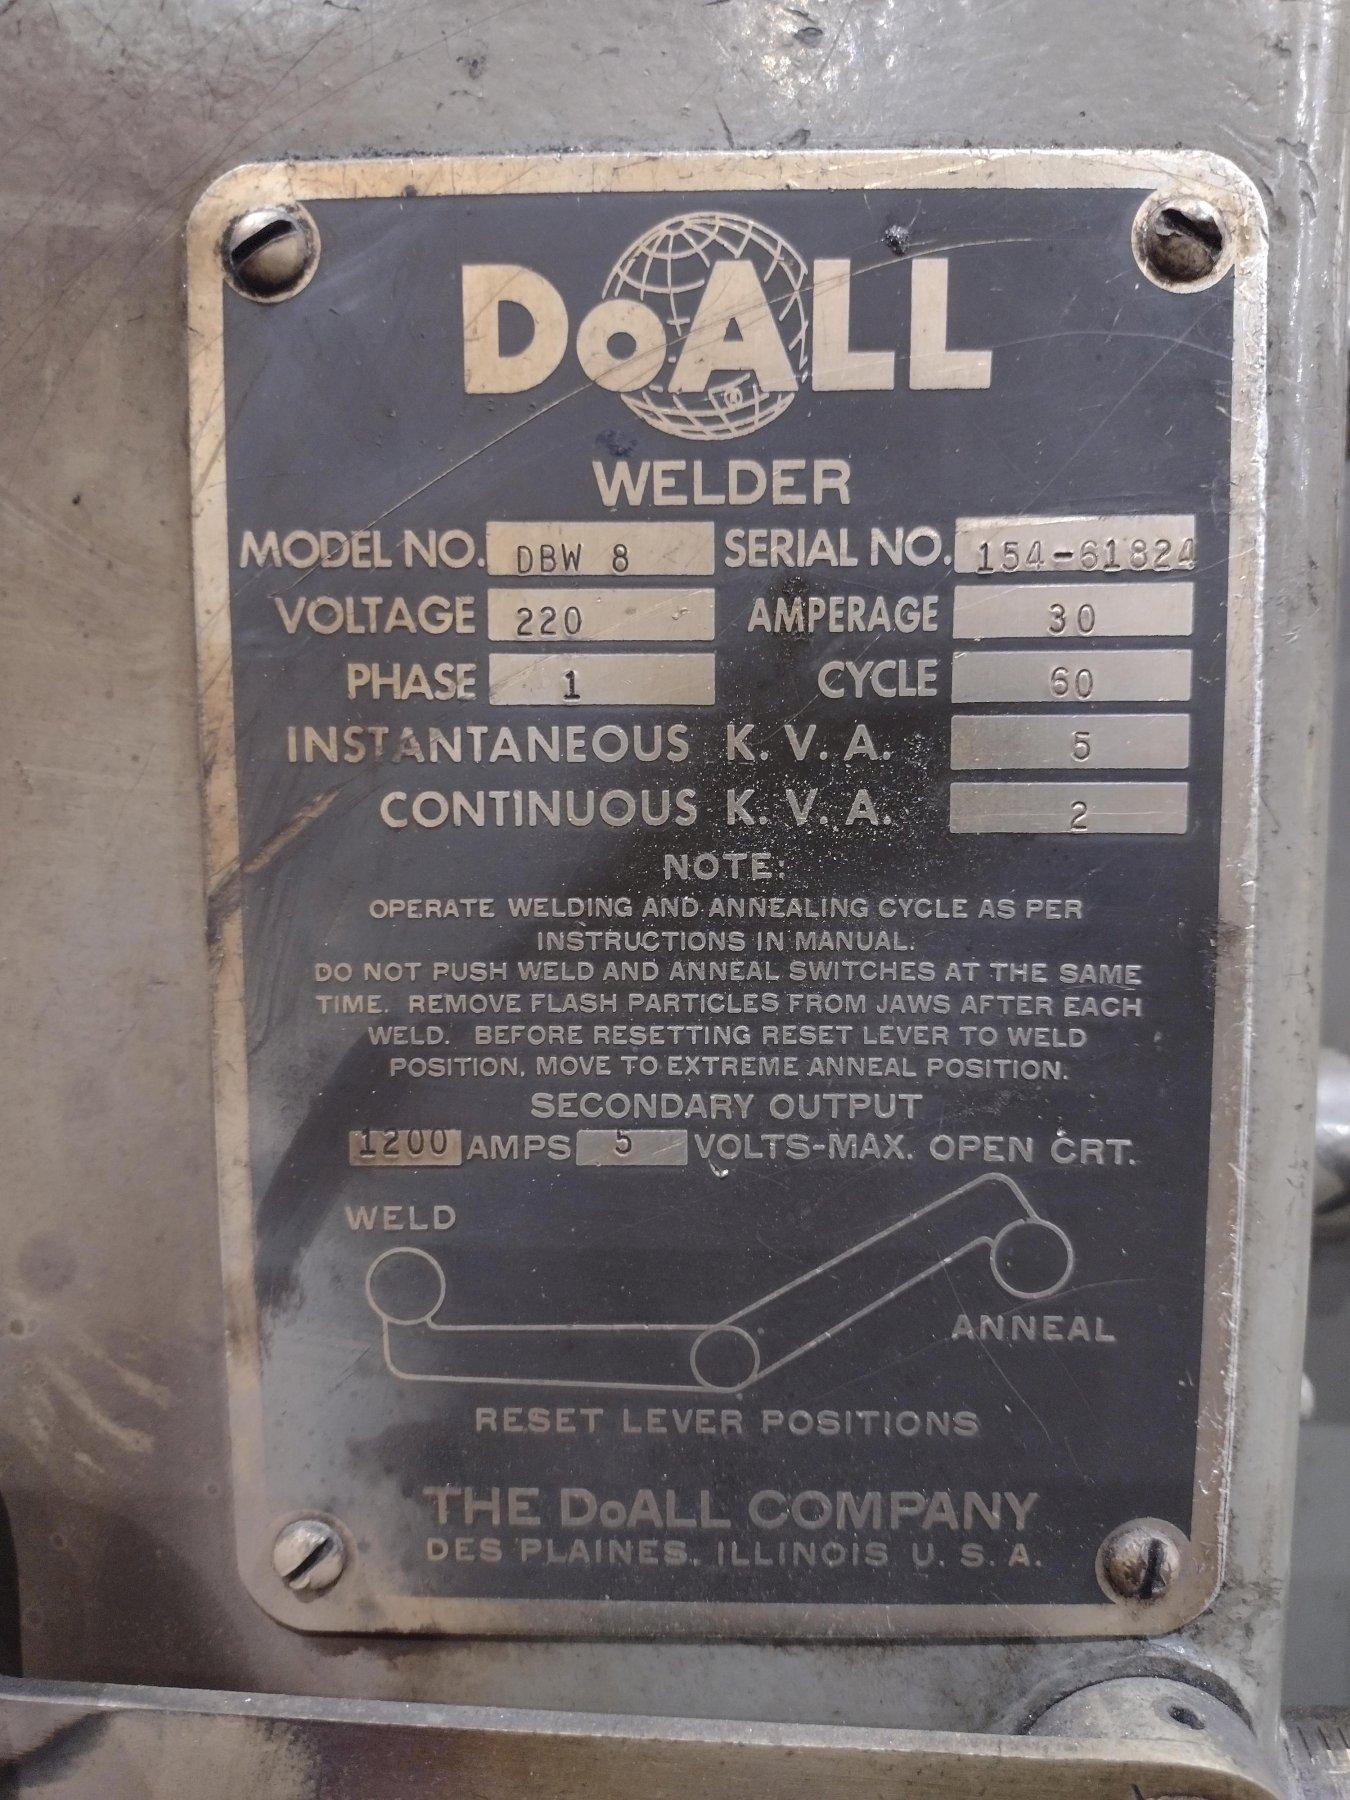 DoALL
WELDER
MODEL NO. DBW 8 SERIAL NO. 154-61824
VOLTAGE 220 AMPERAGE 30
PHASE 1 CYCLE 60
INSTANTANEOUS K. V. A. 5
CONTINUOUS K. V. A. 2
NOTE:
OPERATE WELDING AND ANNEALING CYCLE AS PER
INSTRUCTIONS IN MANUAL.
DO NOT PUSH WELD AND ANNEAL SWITCHES AT THE SAME
TIME. REMOVE FLASH PARTICLES FROM JAWS AFTER EACH
WELD. BEFORE RESETTING RESET LEVER TO WELD
POSITION, MOVE TO EXTREME ANNEAL POSITION.
SECONDARY OUTPUT
1200 AMPS 5 VOLTS-MAX. OPEN CRT.
WELD
ANNEAL
RESET LEVER POSITIONS
THE DoALL COMPANY
DES PLAINES, ILLINOIS U. S. A.